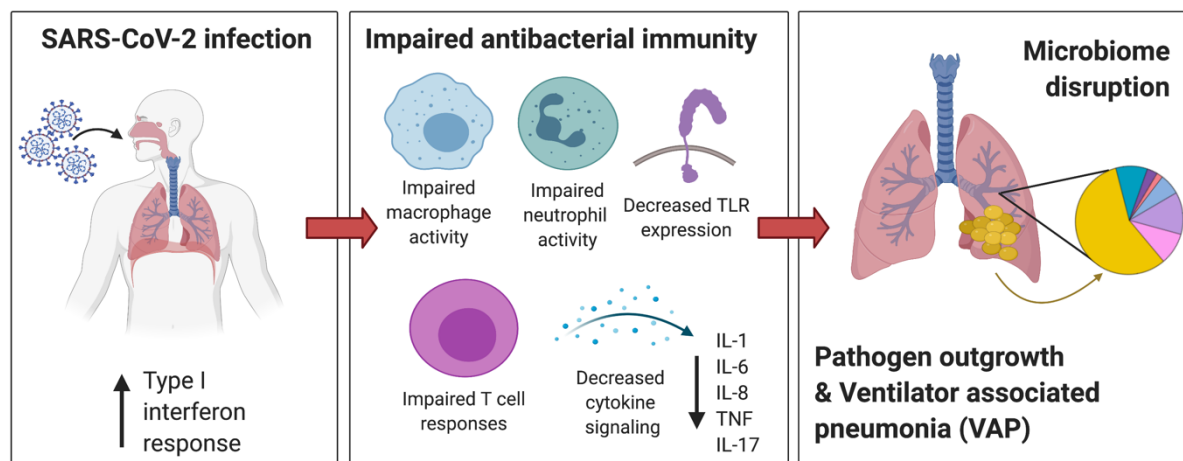 SARS-CoV-2 infection
Type I
interferon
response
Impaired antibacterial immunity
Impaired
macrophage
activity
Impaired
neutrophil
activity
Decreased TLR
expression
Impaired T cell
responses
Decreased
cytokine
signaling
IL-1
IL-6
IL-8
TNF
IL-17
Microbiome
disruption
Pathogen outgrowth
& Ventilator associated
pneumonia (VAP)